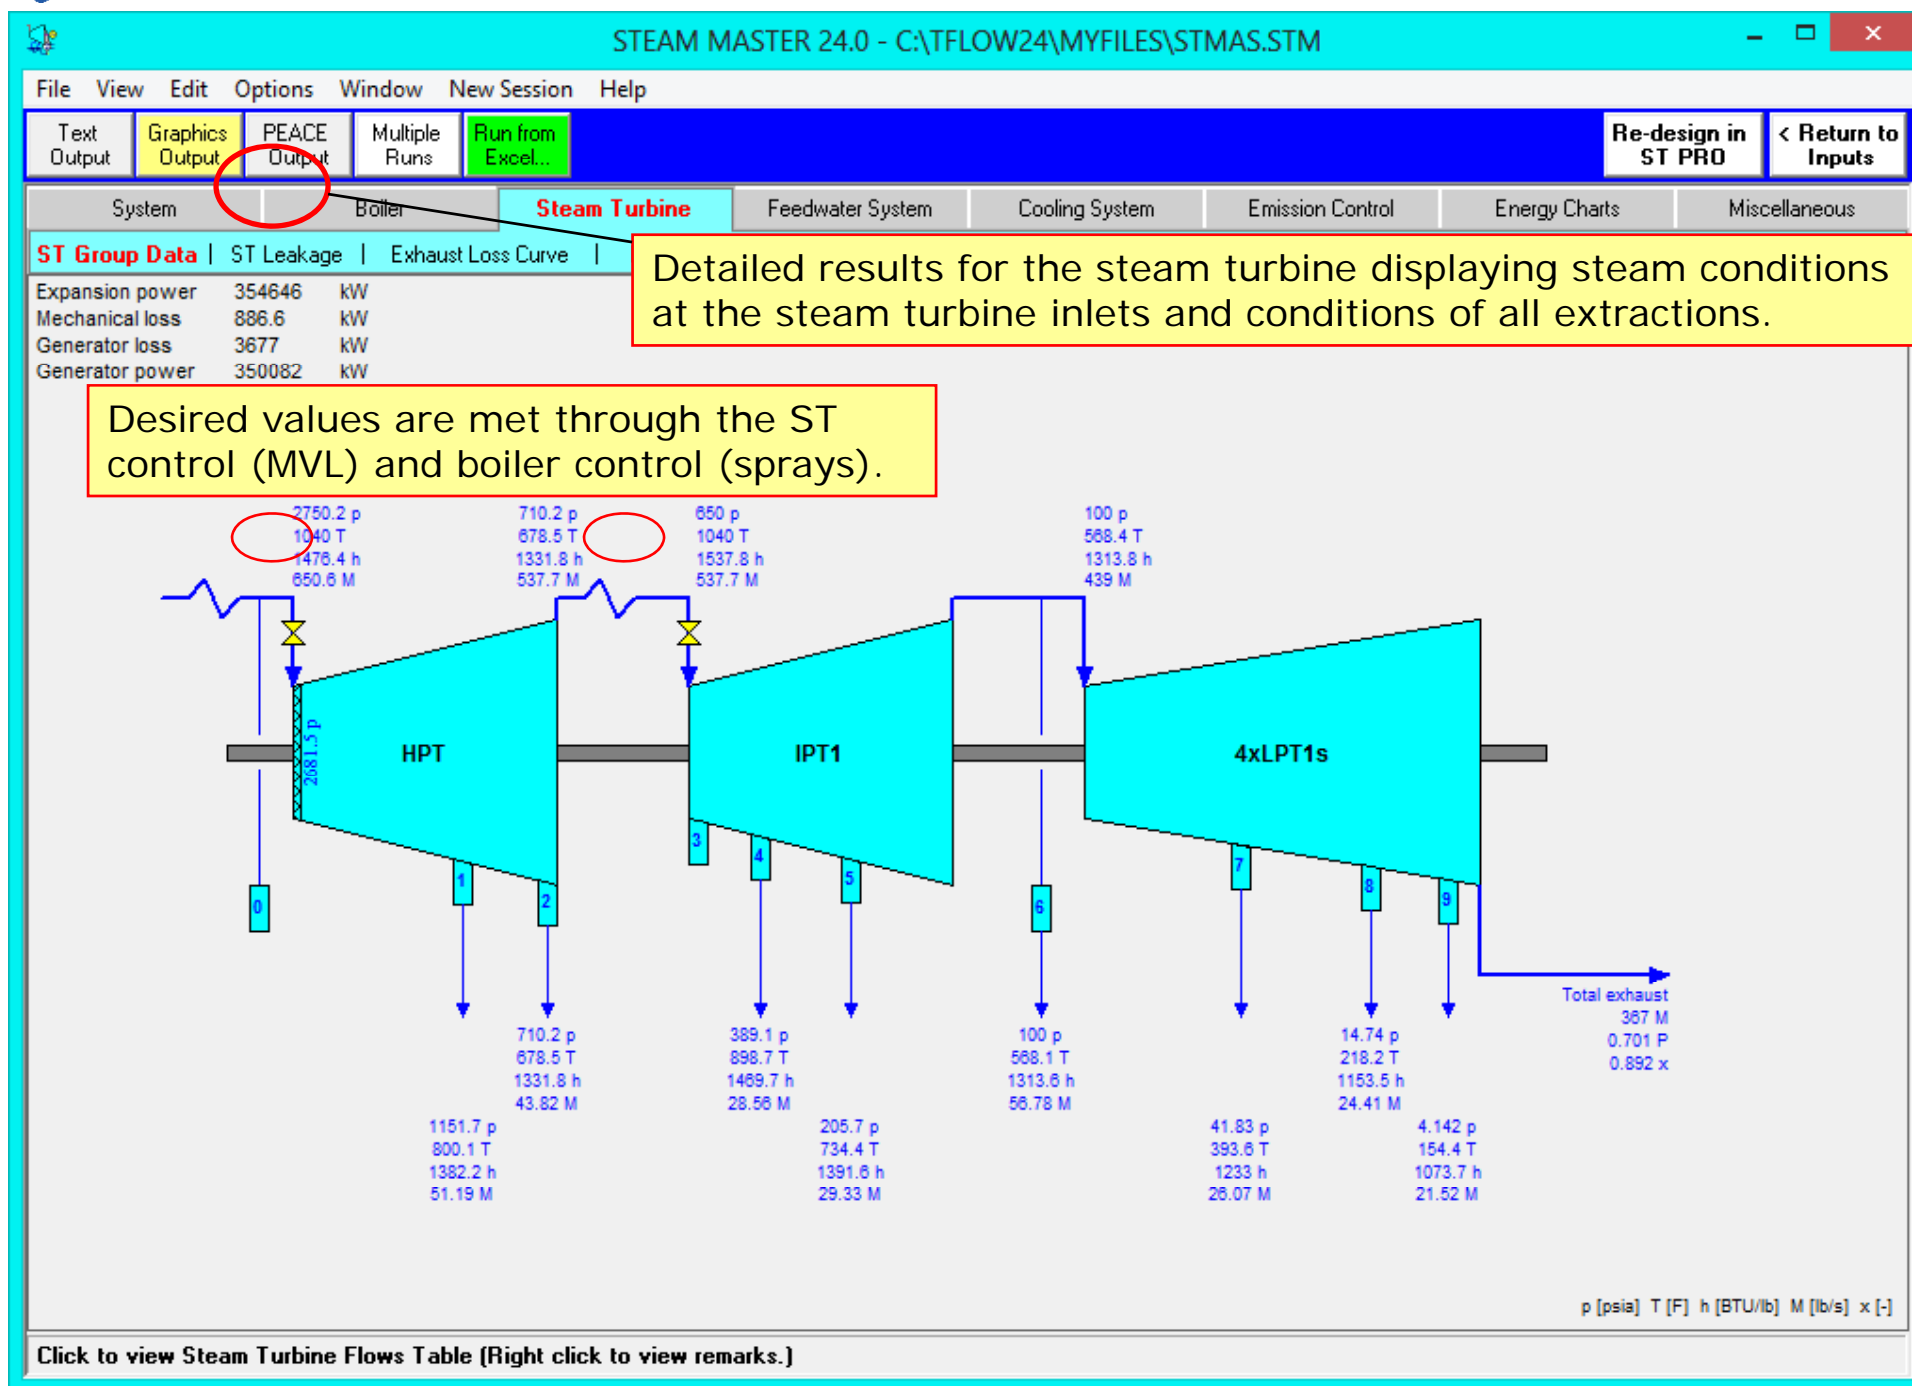 STEAM MASTER 24.0 - C:\TFLOW24\MYFILES\STMAS.STM
File View Edit Options Window New Session Help
Text Output
Graphics Output
PEACE Output
Multiple Runs
Run from Excel...
Re-design in ST PRO
< Return to Inputs
System Boiler Steam Turbine Feedwater System Cooling System Emission Control Energy Charts Miscellaneous
ST Group Data | ST Leakage | Exhaust Loss Curve |
Detailed results for the steam turbine displaying steam conditions
at the steam turbine inlets and conditions of all extractions.
Expansion power 354646 kW
Mechanical loss 886.6 kW
Generator loss 3677 kW
Generator power 350082 kW
Desired values are met through the ST
control (MVL) and boiler control (sprays).
2750.2 p
1040 T
1476.4 h
650.6 M
710.2 p
678.5 T
1331.8 h
537.7 M
650 p
1040 T
1537.8 h
537.7 M
100 p
568.4 T
1313.8 h
439 M
2681.5 p
HPT
IPT1
4xLPT1s
0
1
2
3
4
5
6
7
8
9
Total exhaust
367 M
0.701 P
0.892 x
710.2 p
678.5 T
1331.8 h
43.82 M
389.1 p
898.7 T
1469.7 h
28.56 M
100 p
568.1 T
1313.6 h
56.78 M
14.74 p
218.2 T
1153.5 h
24.41 M
1151.7 p
800.1 T
1382.2 h
51.19 M
205.7 p
734.4 T
1391.6 h
29.33 M
41.83 p
393.6 T
1233 h
26.07 M
4.142 p
154.4 T
1073.7 h
21.52 M
p [psia] T [F] h [BTU/lb] M [lb/s] x [-]
Click to view Steam Turbine Flows Table (Right click to view remarks.)